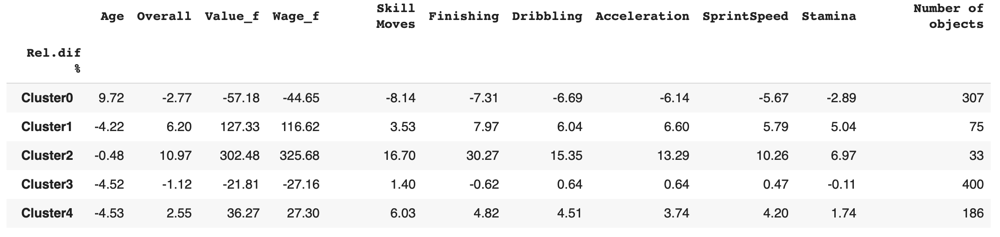 Age Overall Value_f Wage_f Skill Moves Finishing Dribbling Acceleration SprintSpeed Stamina Number of objects
Rel.dif
%
Cluster0 9.72 -2.77 -57.18 -44.65 -8.14 -7.31 -6.69 -6.14 -5.67 -2.89 307
Cluster1 -4.22 6.20 127.33 116.62 3.53 7.97 6.04 6.60 5.79 5.04 75
Cluster2 -0.48 10.97 302.48 325.68 16.70 30.27 15.35 13.29 10.26 6.97 33
Cluster3 -4.52 -1.12 -21.81 -27.16 1.40 -0.62 0.64 0.64 0.47 -0.11 400
Cluster4 -4.53 2.55 36.27 27.30 6.03 4.82 4.51 3.74 4.20 1.74 186